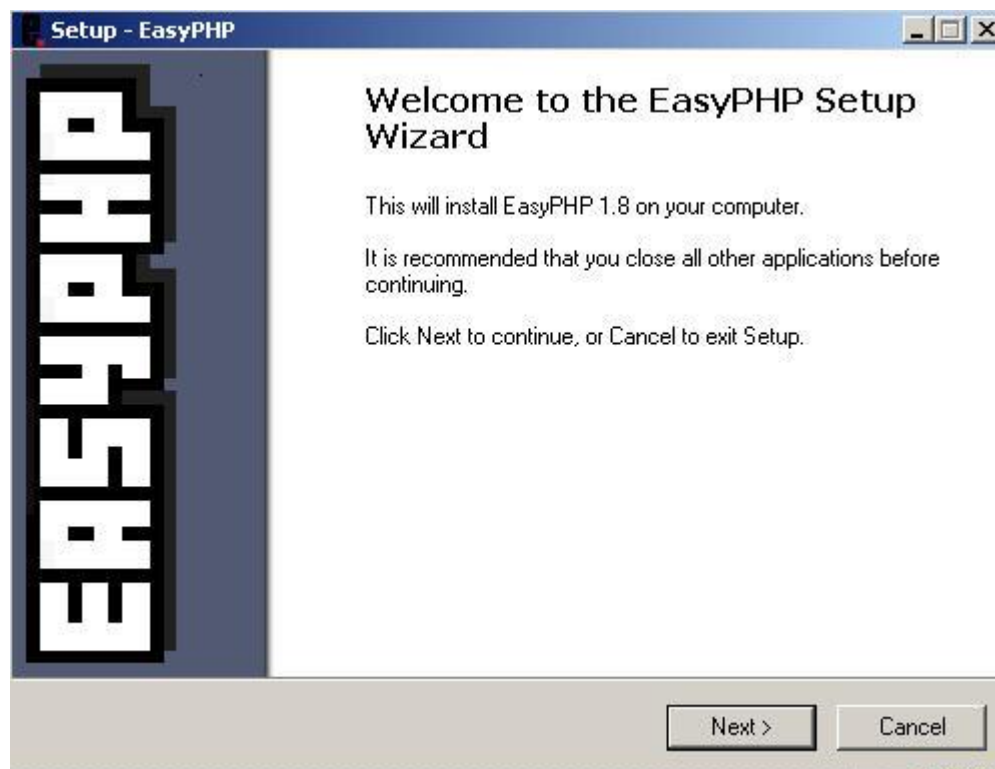 Setup - EasyPHP
EASYPHP
Welcome to the EasyPHP Setup
Wizard
This will install EasyPHP 1.8 on your computer.
It is recommended that you close all other applications before
continuing.
Click Next to continue, or Cancel to exit Setup.
Next >
Cancel